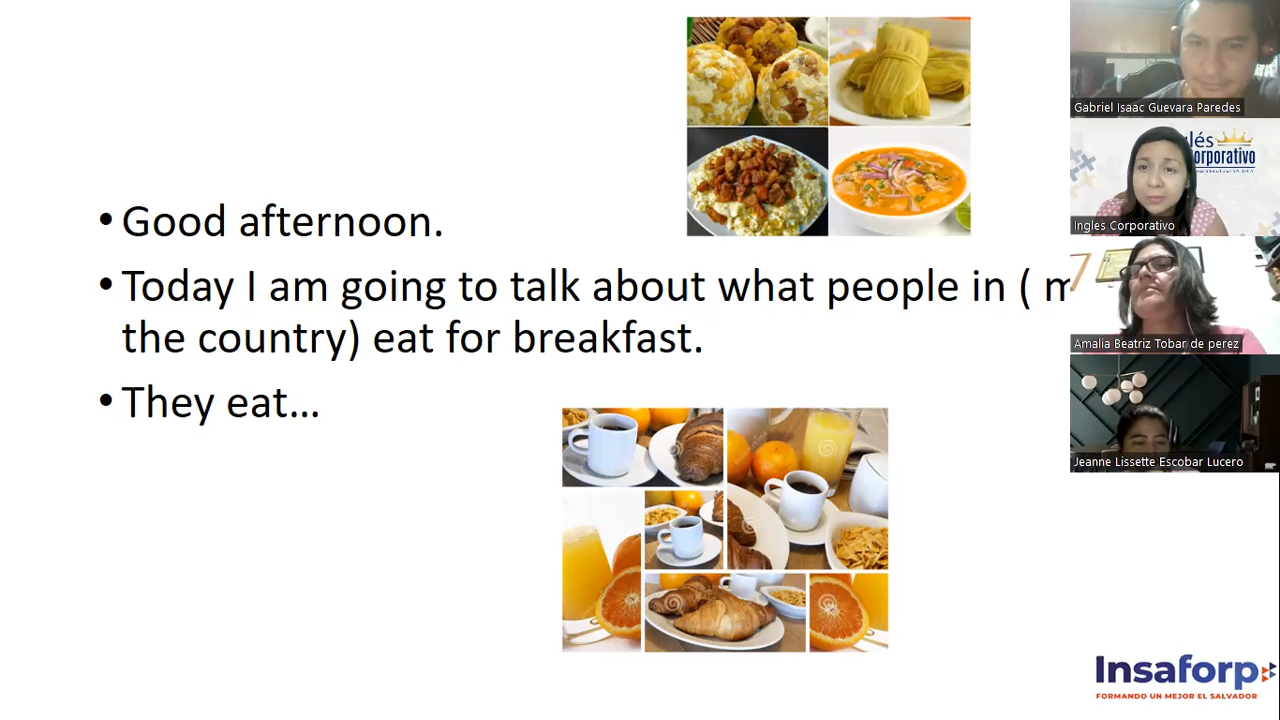 • Good afternoon.
• Today I am going to talk about what people in (
the country) eat for breakfast.
• They eat...
Gabriel Isaac Guevara Paredes
Ingles Corporativo
Amalia Beatriz Tobar de perez
Jeanne Lissette Escobar Lucero
Insaforp
FORMANDO UN MEJOR EL SALVADOR